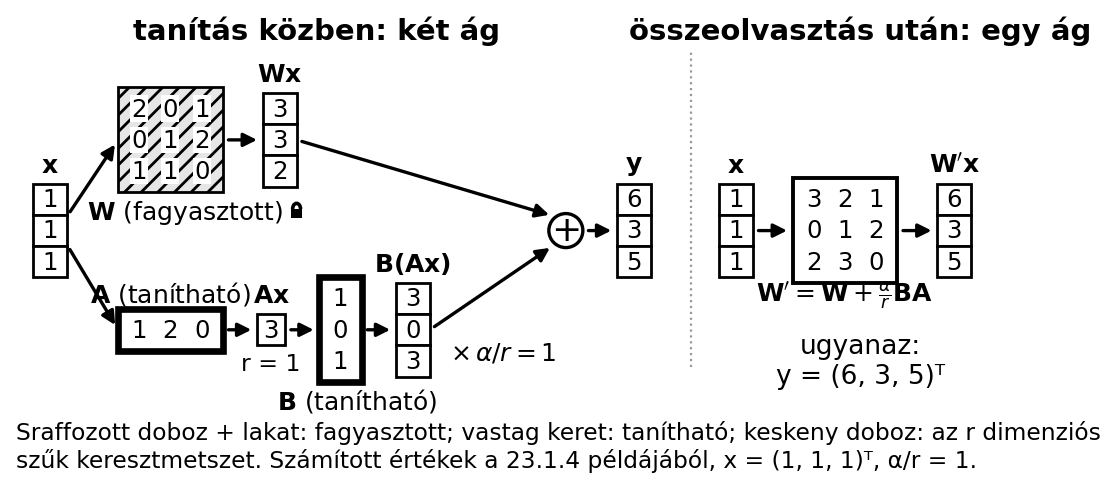 tanítás közben: két ág
x
1
1
1
2 0 1
0 1 2
1 1 0
W (fagyasztott)
Wx
3
3
2
A (tanítható)
1 2 0
Ax
3
r = 1
1
0
1
B (tanítható)
B(Ax)
3
0
3
× α/r = 1
+
y
6
3
5
összeolvasztás után: egy ág
x
1
1
1
3 2 1
0 1 2
2 3 0
W′ = W + α/r BA
W′x
6
3
5
ugyanaz:
y = (6, 3, 5)ᵀ
Sraffozott doboz + lakat: fagyasztott; vastag keret: tanítható; keskeny doboz: az r dimenziós
szűk keresztmetszet. Számított értékek a 23.1.4 példájából, x = (1, 1, 1)ᵀ, α/r = 1.